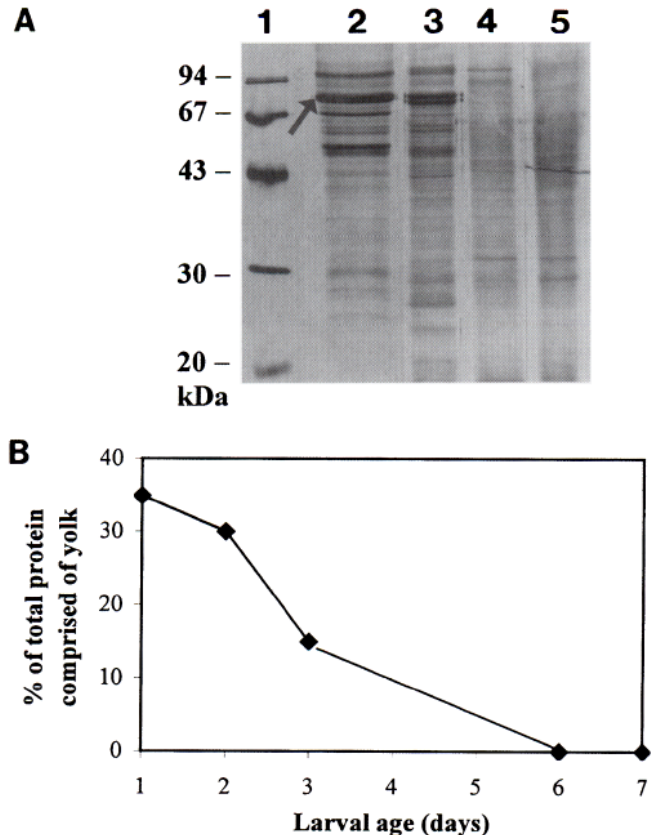 A
1 2 3 4 5
94 –
67 –
43 –
30 –
20 –
kDa
B
% of total protein
comprised of yolk
40
30
20
10
0
1 2 3 4 5 6 7
Larval age (days)